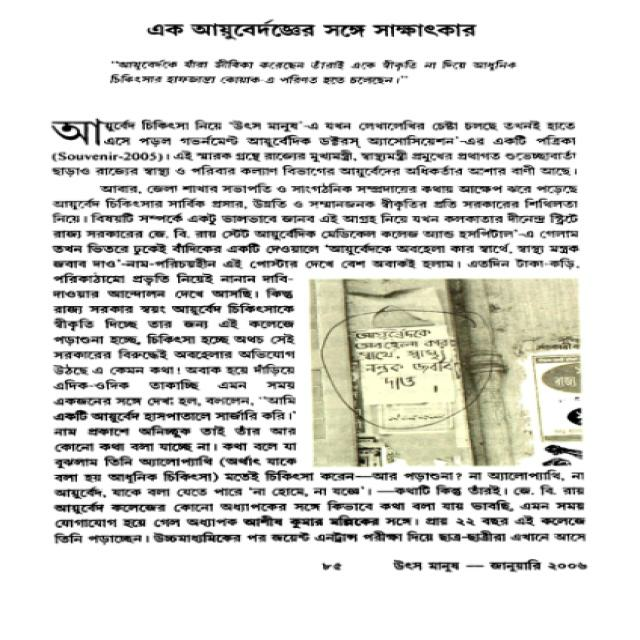 এক আয়ুবের্দজ্ঞের সঙ্গে সাক্ষাৎকার
“আয়ুবের্দকে যাঁরা জীবিকা করেছেন তাঁরাই একে স্বীকৃতি না দিয়ে আধুনিক
চিকিৎসার হাফজান্তা কোয়াক-এ পরিণত হতে চলেছেন।”
আয়ুর্বেদ চিকিৎসা নিয়ে ‘উৎস মানুষ’-এ যখন লেখালেখির চেষ্টা চলছে তখনই হাতে
এসে পড়ল গভর্নমেন্ট আয়ুবেদিক ডক্টরস্ অ্যাসোসিয়েশন’-এর একটি পত্রিকা
(Souvenir-2005)। এই স্মারক গ্রন্থে রাজ্যের মুখ্যমন্ত্রী, স্বাস্থ্যমন্ত্রী প্রমুখের প্রথাগত শুভেচ্ছাবার্তা
ছাড়াও রাজ্যের স্বাস্থ্য ও পরিবার কল্যাণ বিভাগের আয়ুবের্দের অধিকর্তার আশার বাণী আছে।
আবার, জেলা শাখার সভাপতি ও সাংগঠনিক সম্প্রদায়ের কথায় আক্ষেপ ঝরে পড়েছে
আয়ুবের্দ চিকিৎসার সার্বিক প্রসার, উন্নতি ও সম্মানজনক স্বীকৃতির প্রতি সরকারের শিথিলতা
নিয়ে। বিষয়টি সম্পর্কে একটু ভালভাবে জানব এই আগ্রহ নিয়ে যখন কলকাতার দীনেন্দ্র স্ট্রিটে
রাজ্য সরকারের জে. বি. রায় স্টেট আয়ুবেদিক মেডিকেল কলেজ অ্যান্ড হসপিটাল’-এ গেলাম
তখন ভিতরে ঢুকেই বাঁদিকের একটি দেওয়ালে ‘আয়ুবের্দকে অবহেলা কার স্বার্থে, স্বাস্থ্য মন্ত্রক
জবাব দাও’-নাম-পরিচয়হীন এই পোস্টার দেখে বেশ অবাকই হলাম। এতদিন টাকা-কড়ি,
পরিকাঠামো প্রভৃতি নিয়েই নানান দাবি-
দাওয়ার আন্দোলন দেখে আসছি। কিন্তু
রাজ্য সরকার স্বয়ং আয়ুবের্দ চিকিৎসাকে
স্বীকৃতি দিচ্ছে তার জন্য এই কলেজে
পড়াশুনা হচ্ছে, চিকিৎসা হচ্ছে অথচ সেই
সরকারের বিরুদ্ধেই অবহেলার অভিযোগ
উঠছে এ কেমন কথা! অবাক হয়ে দাঁড়িয়ে
এদিক-ওদিক তাকাচ্ছি এমন সময়
একজনের সঙ্গে দেখা হল, বললেন, “আমি
একটি আয়ুবের্দ হাসপাতালে সার্জারি করি।’
নাম প্রকাশে অনিচ্ছুক তাই তাঁর আর
কোনো কথা বলা যাচ্ছে না। কথা বলে যা
বুঝলাম তিনি অ্যালোপ্যাথি (অর্থাৎ যাকে
আয়ুবের্দকে
অবহেলা কার
স্বার্থে, স্বাস্থ্য
মন্ত্রক জবাব
দাও
রাজ্য
বলা হয় আধুনিক চিকিৎসা) মতেই চিকিৎসা করেন—আর পড়াশুনা? না অ্যালোপ্যাথি, না
আয়ুবের্দ, যাকে বলা যেতে পারে ‘না হোমে, না যজ্ঞে’। —কথাটি কিন্তু তাঁরই। জে. বি. রায়
আয়ুবের্দ কলেজের কোনো অধ্যাপকের সঙ্গে কিভাবে কথা বলা যায় ভাবছি, এমন সময়
যোগাযোগ হয়ে গেল অধ্যাপক আশীষ কুমার মল্লিকের সঙ্গে। প্রায় ২২ বছর এই কলেজে
তিনি পড়াচ্ছেন। উচ্চমাধ্যমিকের পর জয়েন্ট এনট্রান্স পরীক্ষা দিয়ে ছাত্র-ছাত্রীরা এখানে আসে
৮৫ উৎস মানুষ — জানুয়ারি ২০০৬